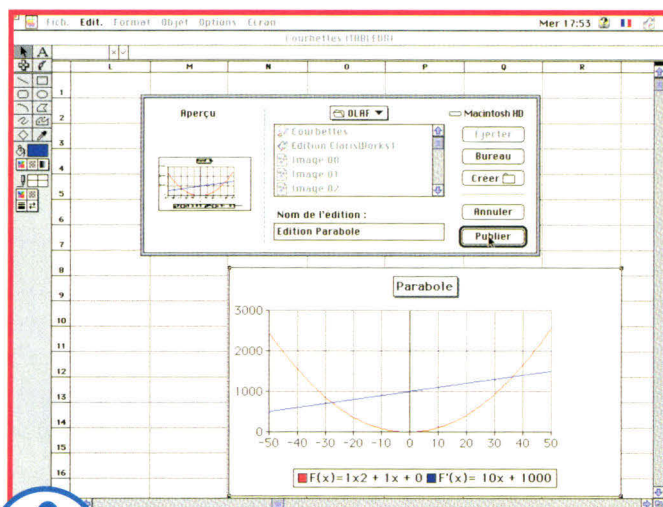 Fich. Edit. Format Objet Options Ecran Mer 17:53
Courbettes (TABLEUR)
A
L M N O P Q R
1
2
3
4
5
6
7
8
9
10
11
12
13
14
15
16
Aperçu
OLAF
Macintosh HD
Courbettes
Edition ClarisWorks1
Image 00
Image 01
Image 02
Ejecter
Bureau
Créer
Annuler
Publier
Nom de l'édition :
Edition Parabole
Parabole
3000
2000
1000
0
-50 -40 -30 -20 -10 0 10 20 30 40 50
F(x)=1x2 + 1x + 0 F'(x)= 10x + 1000